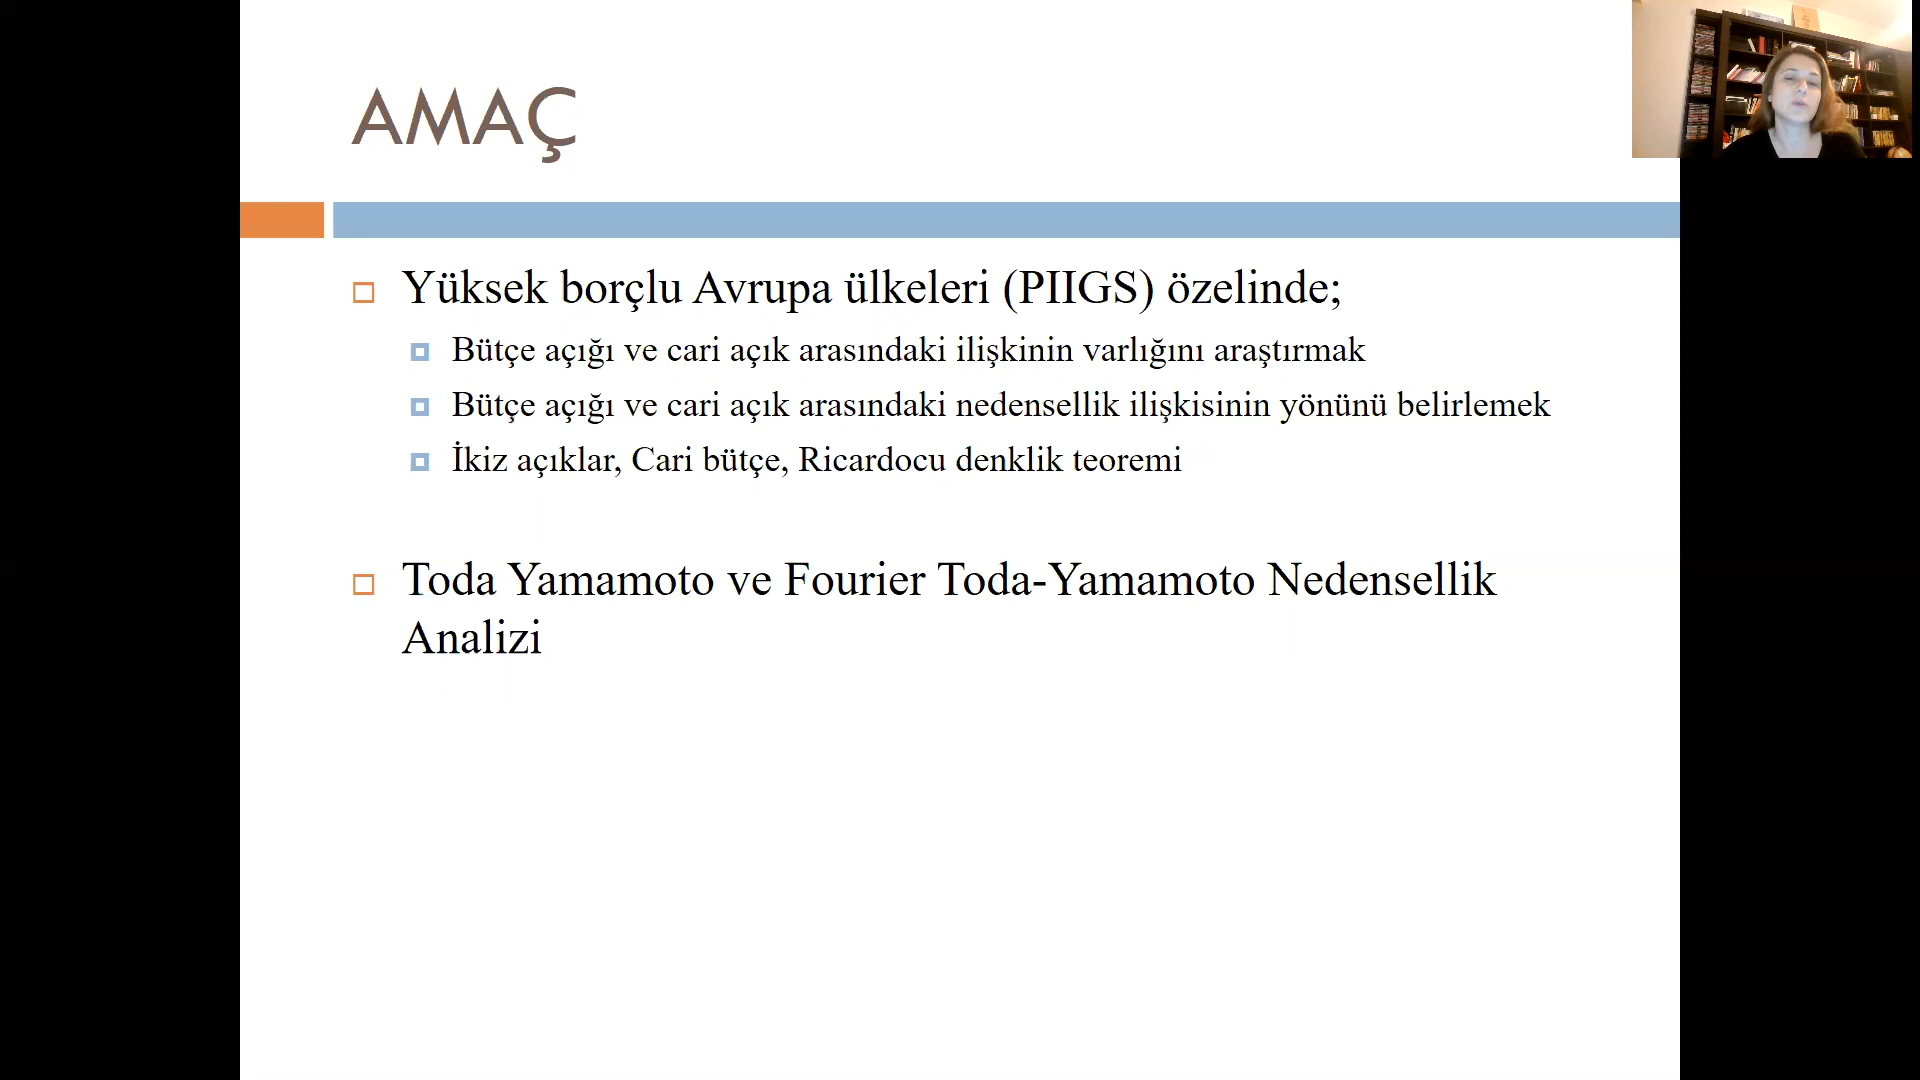 AMAÇ
Yüksek borçlu Avrupa ülkeleri (PIIGS) özelinde;
Bütçe açığı ve cari açık arasındaki ilişkinin varlığını araştırmak
Bütçe açığı ve cari açık arasındaki nedensellik ilişkisinin yönünü belirlemek
İkiz açıklar, Cari bütçe, Ricardocu denklik teoremi
Toda Yamamoto ve Fourier Toda-Yamamoto Nedensellik
Analizi